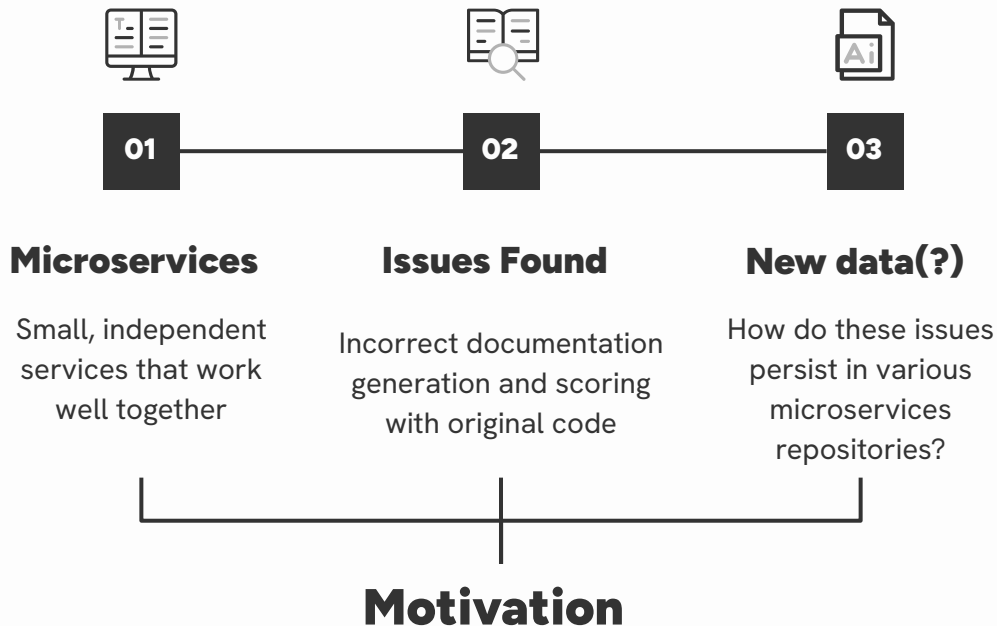 T
Ai
01
02
03
Microservices
Small, independent
services that work
well together
Issues Found
Incorrect documentation
generation and scoring
with original code
New data(?)
How do these issues
persist in various
microservices
repositories?
Motivation